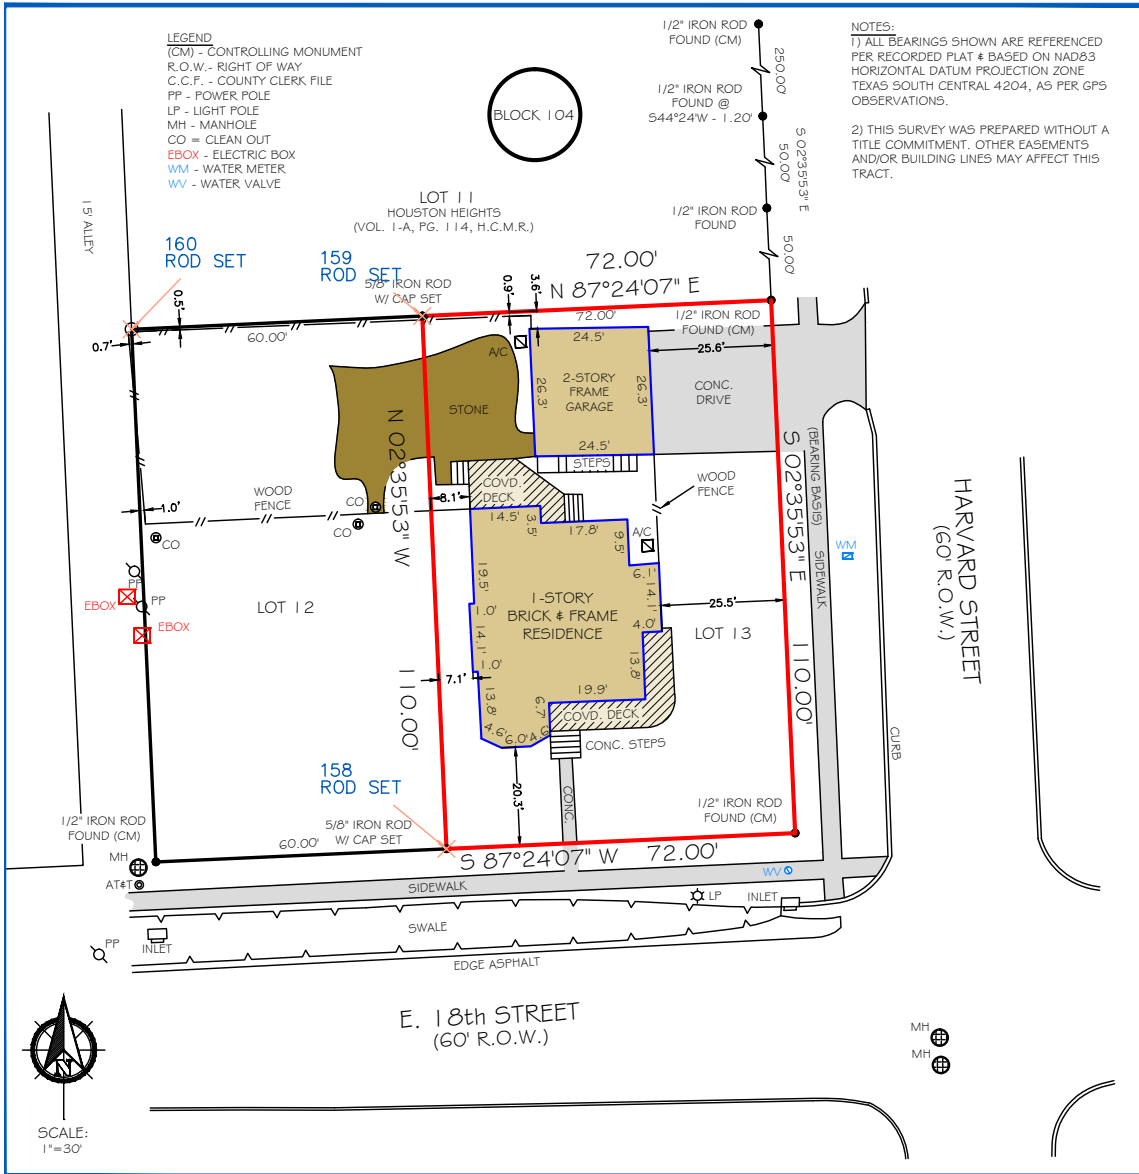 LEGEND
(CM) - CONTROLLING MONUMENT
R.O.W.- RIGHT OF WAY
C.C.F. - COUNTY CLERK FILE
PP - POWER POLE
LP - LIGHT POLE
MH - MANHOLE
CO = CLEAN OUT
EBOX - ELECTRIC BOX
WM - WATER METER
WV - WATER VALVE
BLOCK 104
1/2" IRON ROD
FOUND (CM)
250.00'
1/2" IRON ROD
FOUND @
S44°24'W - 1.20'
50.00'
S 02°35'53" E
1/2" IRON ROD
FOUND
50.00'
NOTES:
1) ALL BEARINGS SHOWN ARE REFERENCED
PER RECORDED PLAT & BASED ON NAD83
HORIZONTAL DATUM PROJECTION ZONE
TEXAS SOUTH CENTRAL 4204, AS PER GPS
OBSERVATIONS.
2) THIS SURVEY WAS PREPARED WITHOUT A
TITLE COMMITMENT. OTHER EASEMENTS
AND/OR BUILDING LINES MAY AFFECT THIS
TRACT.
LOT 11
HOUSTON HEIGHTS
(VOL. 1-A, PG. 114, H.C.M.R.)
15' ALLEY
160
ROD SET
159
ROD SET
5/8" IRON ROD
W/ CAP SET
0.5'
0.7'
60.00'
0.9'
3.6'
72.00'
N 87°24'07" E
72.00'
1/2" IRON ROD
FOUND (CM)
A/C
24.5'
25.6'
26.3'
2-STORY
FRAME
GARAGE
26.3'
24.5'
CONC.
DRIVE
STONE
STEPS
N 02°35'53" W
110.00'
COVD.
DECK
8.1'
WOOD
FENCE
WOOD
FENCE
1.0'
CO
CO
CO
14.5'
3.5'
17.8'
9.5'
A/C
6.1'
14.1'
4.0'
13.8'
19.9'
6.7'
4.6'
6.0'
4.6'
13.8'
1.0'
14.1'
1.0'
19.5'
1-STORY
BRICK & FRAME
RESIDENCE
25.5'
LOT 13
LOT 12
PP
PP
EBOX
EBOX
7.1'
COVD. DECK
CONC. STEPS
CONC.
20.3'
S 02°35'53" E
110.00'
(BEARING BASIS)
SIDEWALK
WM
HARVARD STREET
(60' R.O.W.)
CURB
158
ROD SET
5/8" IRON ROD
W/ CAP SET
1/2" IRON ROD
FOUND (CM)
1/2" IRON ROD
FOUND (CM)
60.00'
S 87°24'07" W
72.00'
MH
AT&T
SIDEWALK
WV
LP
INLET
SWALE
PP
INLET
EDGE ASPHALT
E. 18th STREET
(60' R.O.W.)
MH
MH
N
SCALE:
1"=30'